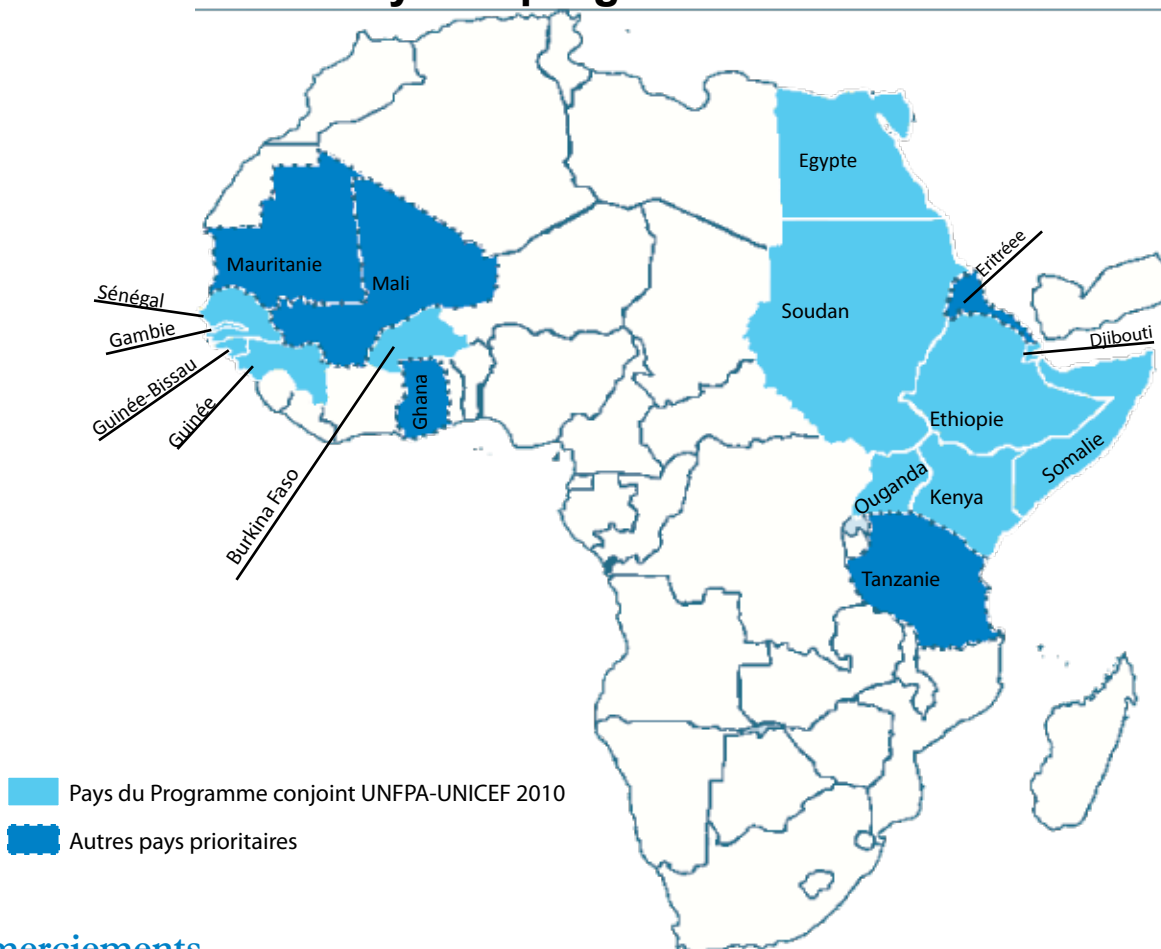 Egypte
Eritréee
Mauritanie
Mali
Sénégal
Soudan
Gambie
Djibouti
Guinée-Bissau
Guinée
Ghana
Ethiopie
Somalie
Ouganda
Kenya
Burkina Faso
Tanzanie
Pays du Programme conjoint UNFPA-UNICEF 2010
Autres pays prioritaires